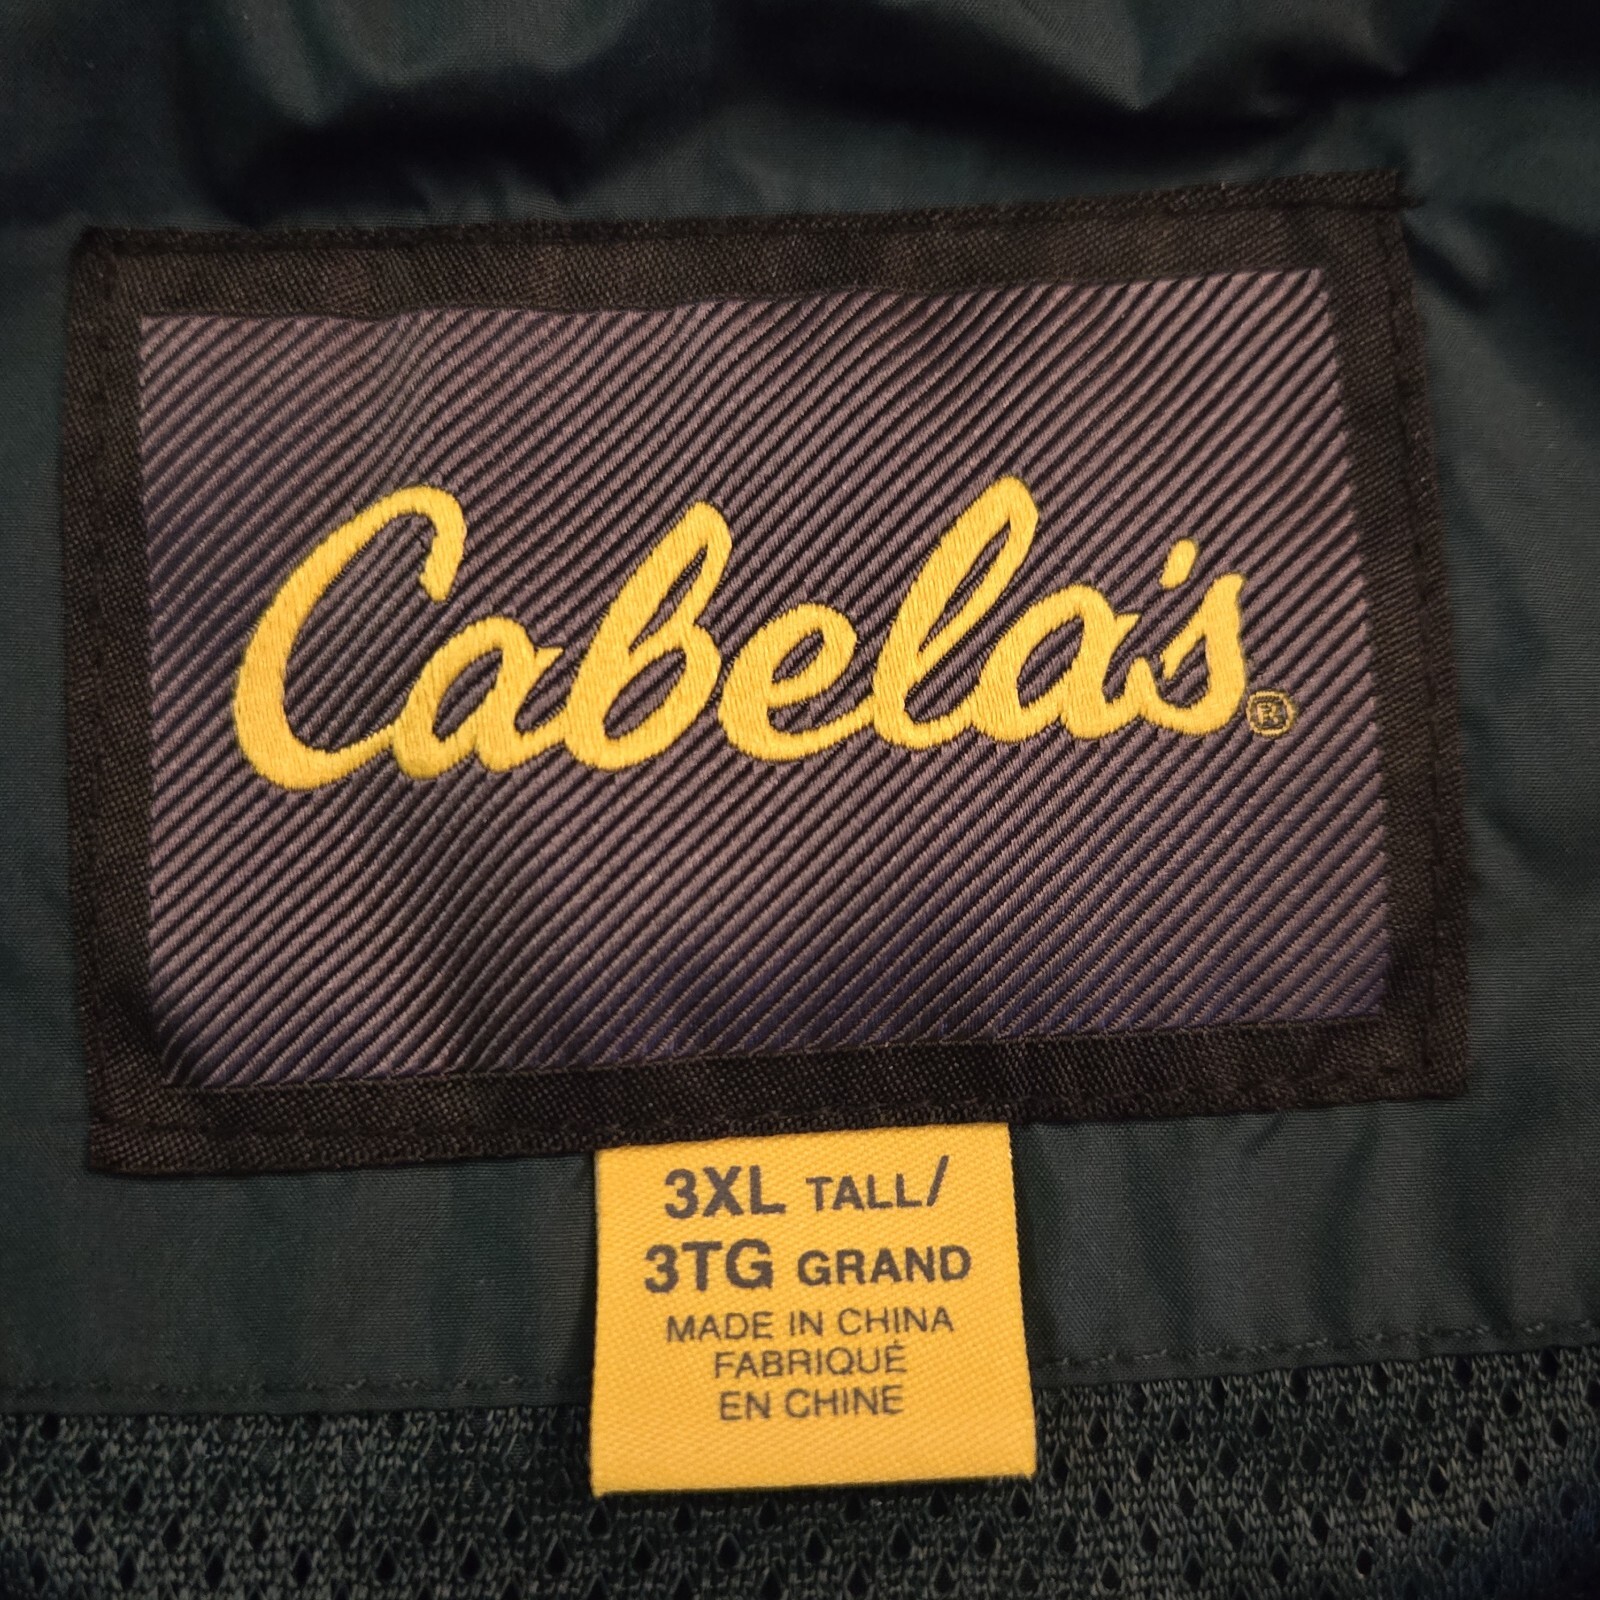 Cabela's®
3XL TALL/
3TG GRAND
MADE IN CHINA
FABRIQUÉ
EN CHINE